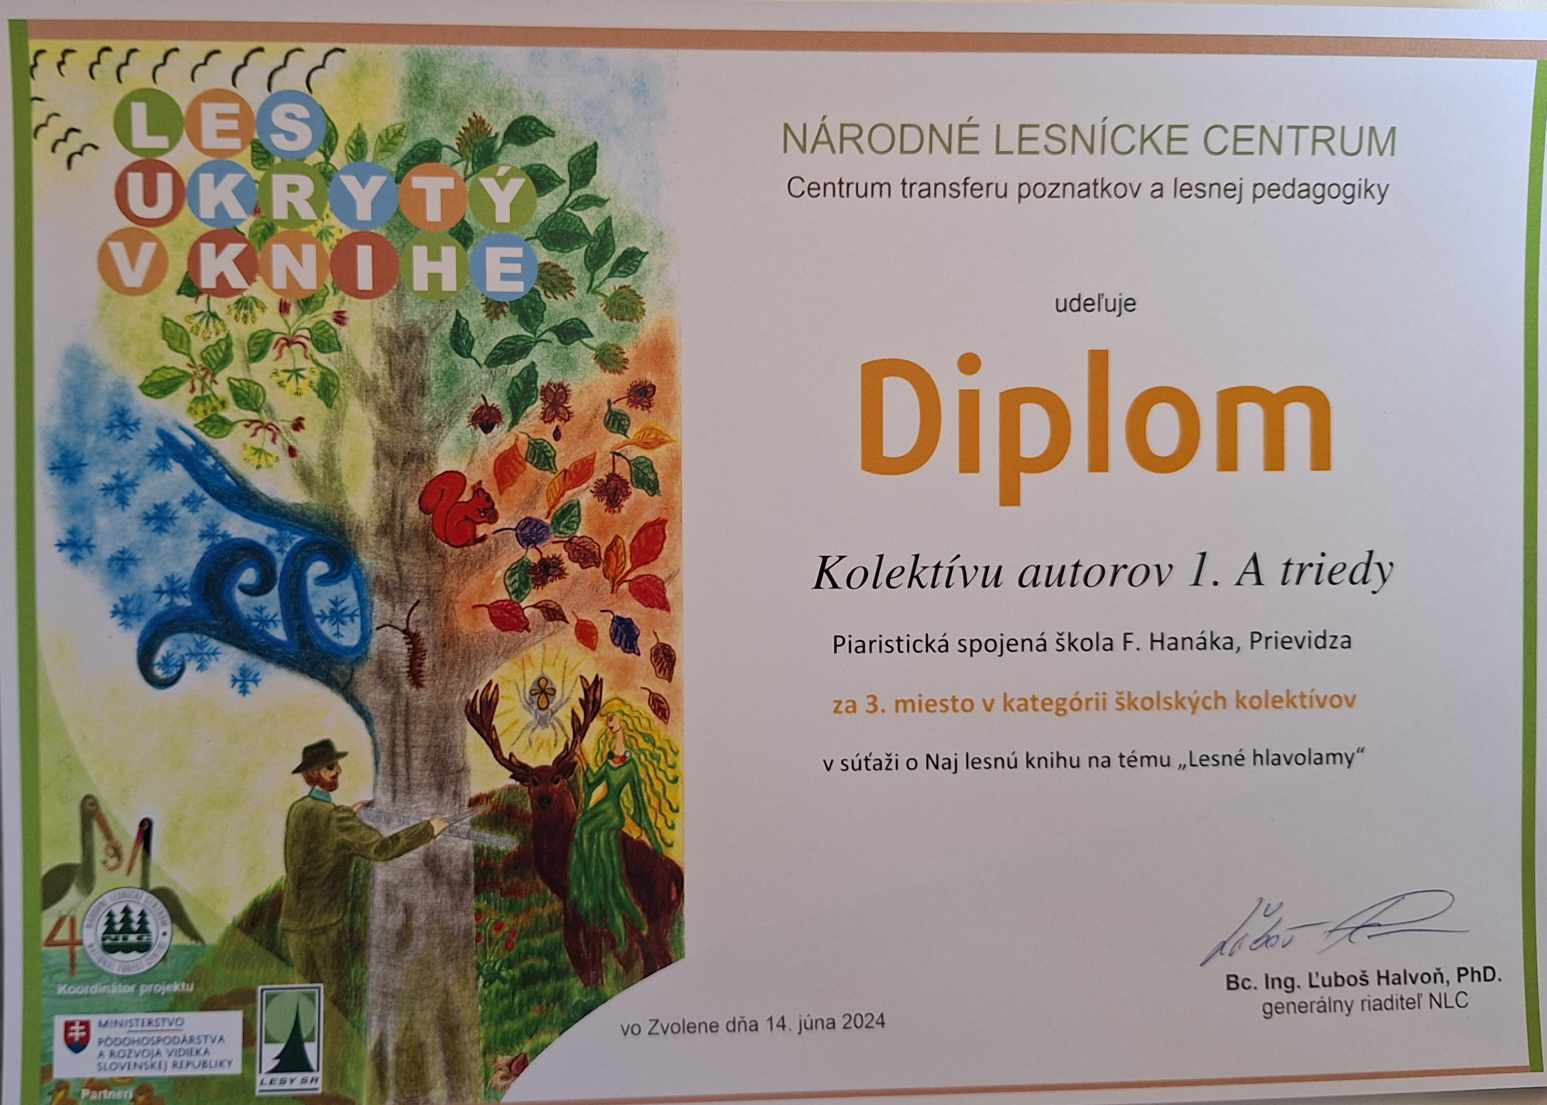 LES
UKRYTÝ
V KNIHE
NÁRODNÉ LESNÍCKE CENTRUM
Centrum transferu poznatkov a lesnej pedagogiky
udeľuje
Diplom
Kolektívu autorov 1. A triedy
Piaristická spojená škola F. Hanáka, Prievidza
za 3. miesto v kategórii školských kolektívov
v súťaži o Naj lesnú knihu na tému „Lesné hlavolamy“
Bc. Ing. Ľuboš Halvoň, PhD.
generálny riaditeľ NLC
vo Zvolene dňa 14. júna 2024
NLC
Koordinátor projektu
MINISTERSTVO
PÔDOHOSPODÁRSTVA
A ROZVOJA VIDIEKA
SLOVENSKEJ REPUBLIKY
LESY SR
Partneri